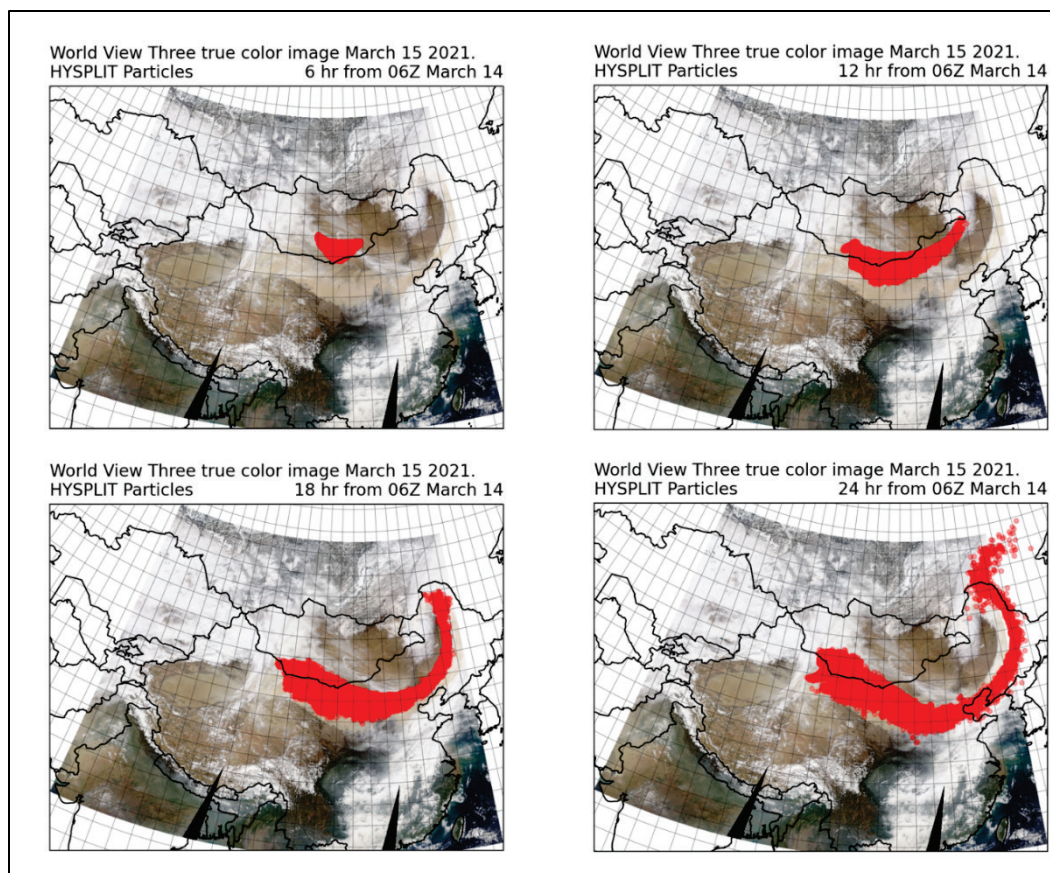 World View Three true color image March 15 2021.
HYSPLIT Particles 6 hr from 06Z March 14
World View Three true color image March 15 2021.
HYSPLIT Particles 12 hr from 06Z March 14
World View Three true color image March 15 2021.
HYSPLIT Particles 18 hr from 06Z March 14
World View Three true color image March 15 2021.
HYSPLIT Particles 24 hr from 06Z March 14